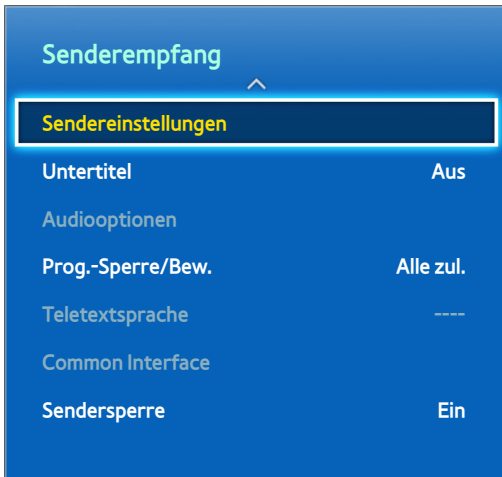 Senderempfang
Sendereinstellungen
Untertitel Aus
Audiooptionen
Prog.-Sperre/Bew. Alle zul.
Teletextsprache ----
Common Interface
Sendersperre Ein